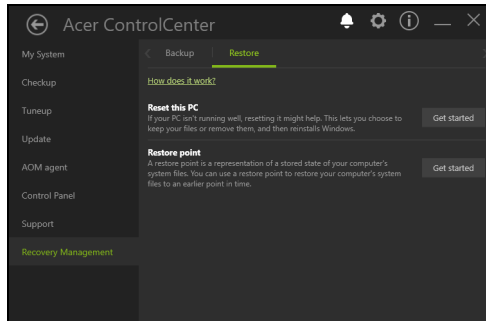 Acer ControlCenter
My System
Checkup
Tuneup
Update
AOM agent
Control Panel
Support
Recovery Management
Backup
Restore
How does it work?
Reset this PC
If your PC isn't running well, resetting it might help. This lets you choose to
keep your files or remove them, and then reinstalls Windows.
Get started
Restore point
A restore point is a representation of a stored state of your computer's
system files. You can use a restore point to restore your computer's system
files to an earlier point in time.
Get started